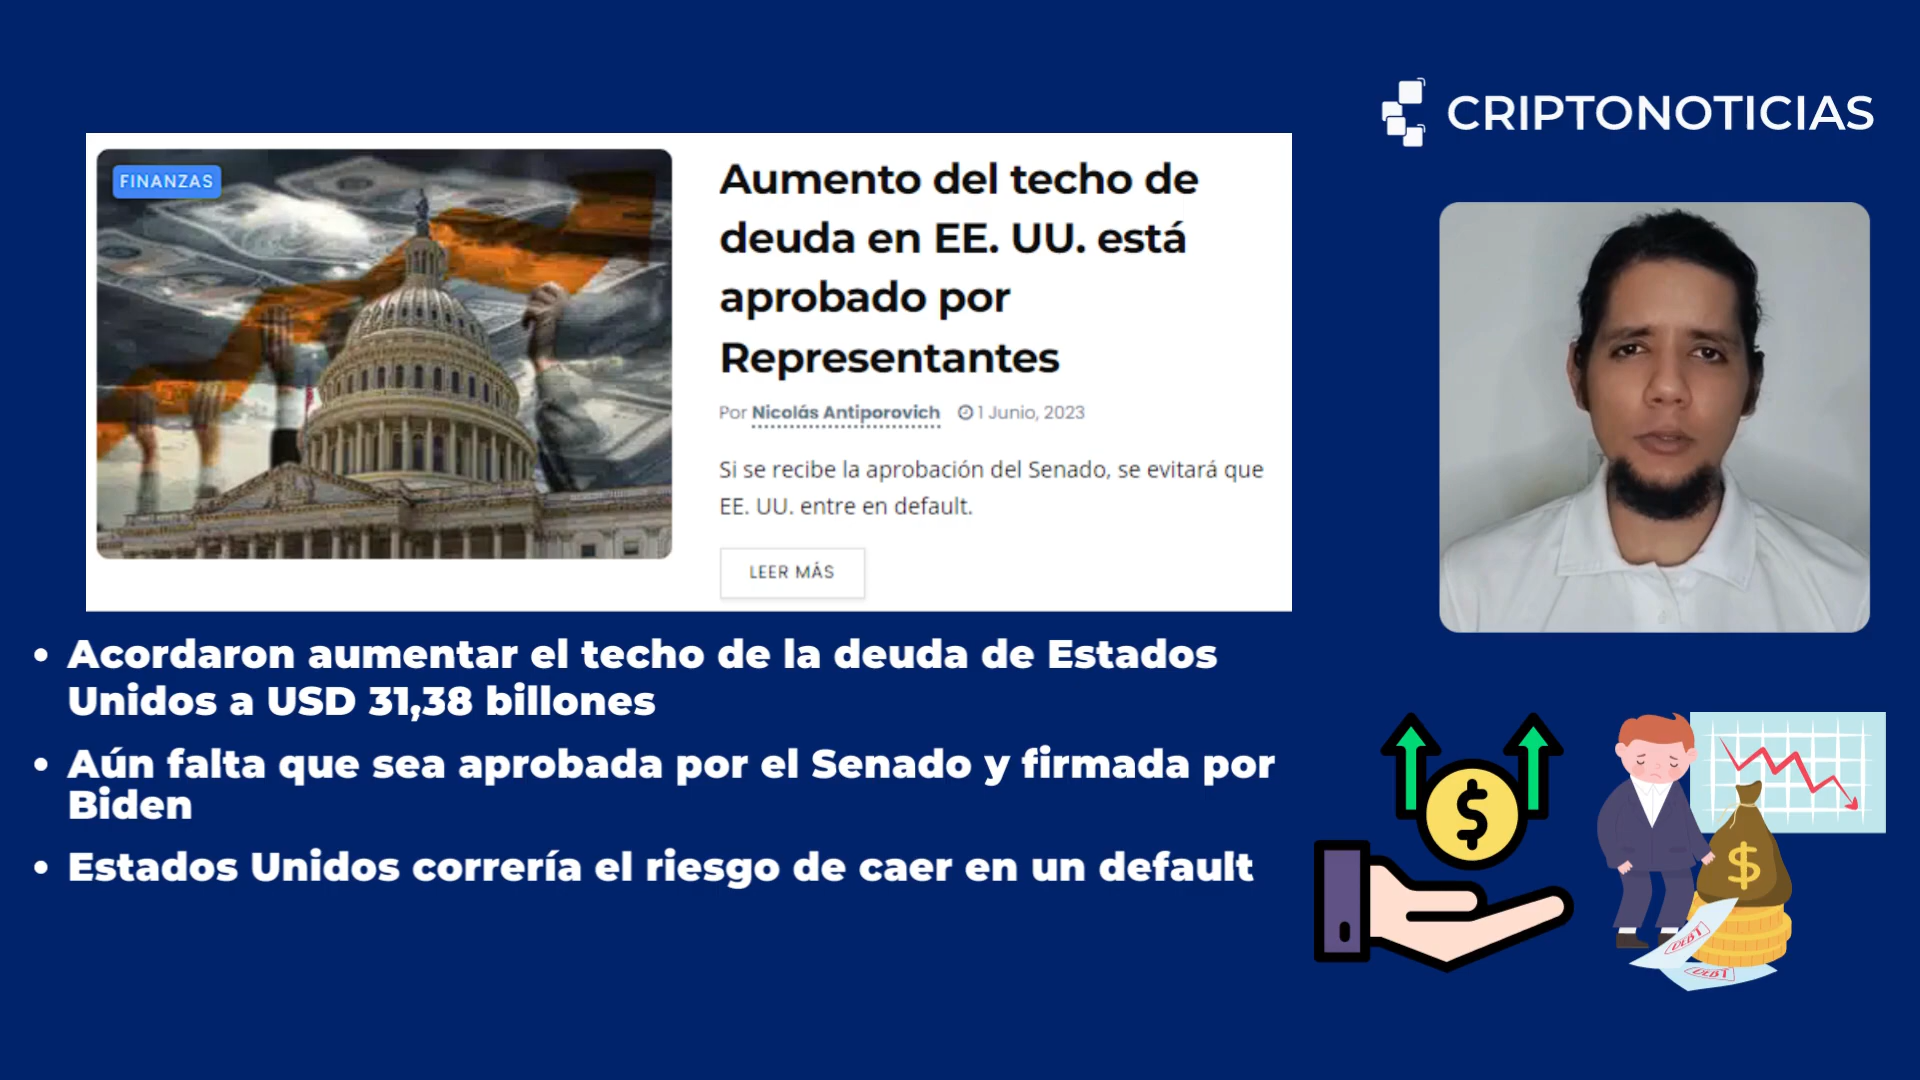 CRIPTONOTICIAS
FINANZAS
Aumento del techo de
deuda en EE. UU. está
aprobado por
Representantes
Por Nicolás Antiporovich 1 Junio, 2023
Si se recibe la aprobación del Senado, se evitará que
EE. UU. entre en default.
LEER MÁS
• Acordaron aumentar el techo de la deuda de Estados
Unidos a USD 31,38 billones
• Aún falta que sea aprobada por el Senado y firmada por
Biden
• Estados Unidos correría el riesgo de caer en un default
$
$
DEBT
DEBT